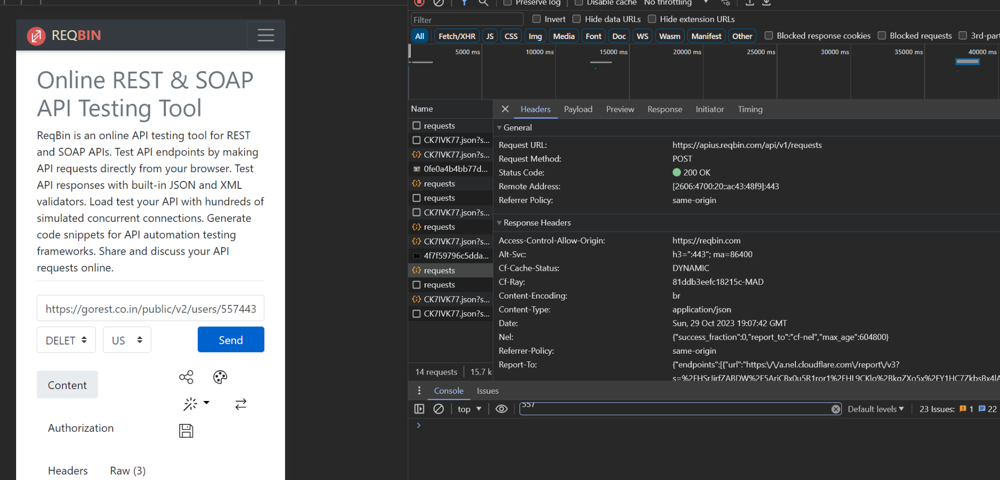 REQBIN
Online REST & SOAP
API Testing Tool
ReqBin is an online API testing tool for REST
and SOAP APIs. Test API endpoints by making
API requests directly from your browser. Test
API responses with built-in JSON and XML
validators. Load test your API with hundreds of
simulated concurrent connections. Generate
code snippets for API automation testing
frameworks. Share and discuss your API
requests online.
https://gorest.co.in/public/v2/users/557443
DELET US Send
Content
Authorization
Headers Raw (3)
Preserve log Disable cache No throttling
Filter Invert Hide data URLs Hide extension URLs
All Fetch/XHR JS CSS Img Media Font Doc WS Wasm Manifest Other Blocked response cookies Blocked requests 3rd-par
5000 ms 10000 ms 15000 ms 20000 ms 25000 ms 30000 ms 35000 ms 40000 ms
Name
requests
CK7IVK77.json?s...
CK7IVK77.json?s...
0fe0a4b4bb77d...
requests
requests
CK7IVK77.json?s...
requests
CK7IVK77.json?s...
4f7f59796c5dda...
requests
requests
CK7IVK77.json?s...
CK7IVK77.json?s...
14 requests 15.7 k
Headers Payload Preview Response Initiator Timing
General
Request URL: https://apius.reqbin.com/api/v1/requests
Request Method: POST
Status Code: 200 OK
Remote Address: [2606:4700:20::ac43:48f9]:443
Referrer Policy: same-origin
Response Headers
Access-Control-Allow-Origin: https://reqbin.com
Alt-Svc: h3=":443"; ma=86400
Cf-Cache-Status: DYNAMIC
Cf-Ray: 81ddb3eefc18215c-MAD
Content-Encoding: br
Content-Type: application/json
Date: Sun, 29 Oct 2023 19:07:42 GMT
Nel: {"success_fraction":0,"report_to":"cf-nel","max_age":604800}
Referrer-Policy: same-origin
Report-To: {"endpoints":[{"url":"https:\/\/a.nel.cloudflare.com\/report\/v3?
Console Issues
top 557 Default levels 23 Issues: 1 22